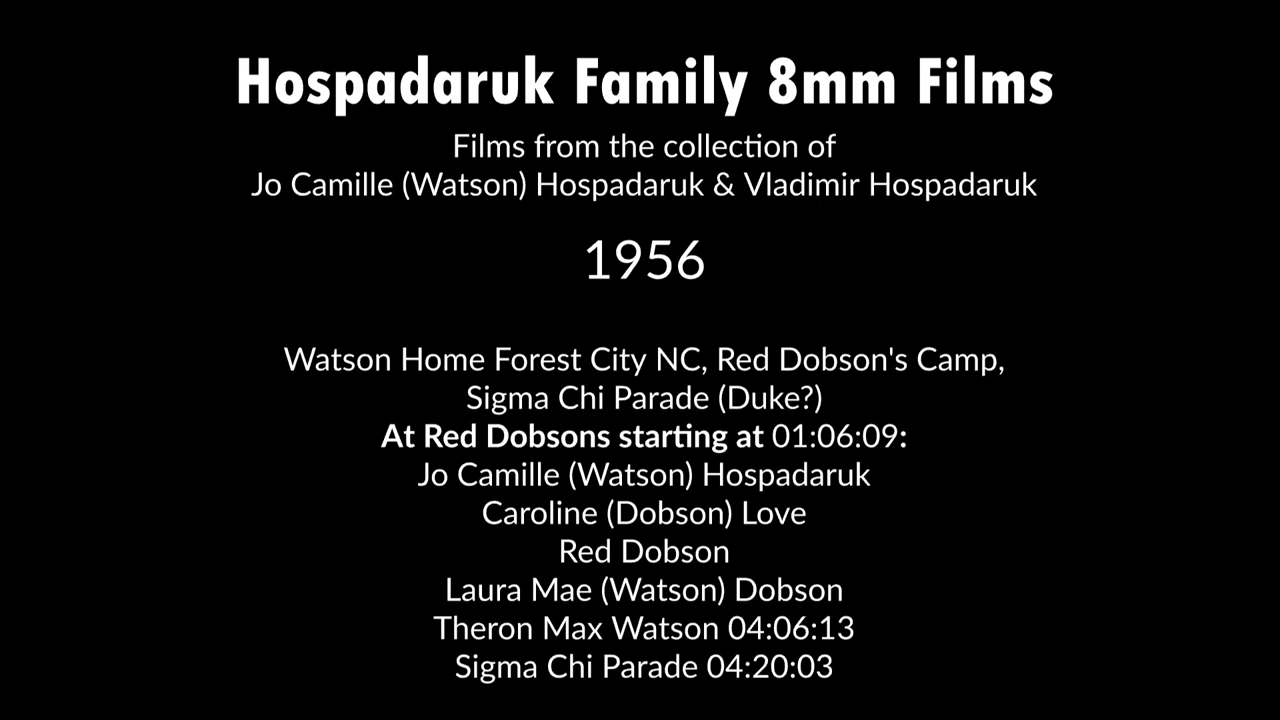 Hospadaruk Family 8mm Films
Films from the collection of
Jo Camille (Watson) Hospadaruk & Vladimir Hospadaruk
1956
Watson Home Forest City NC, Red Dobson's Camp,
Sigma Chi Parade (Duke?)
At Red Dobsons starting at 01:06:09:
Jo Camille (Watson) Hospadaruk
Caroline (Dobson) Love
Red Dobson
Laura Mae (Watson) Dobson
Theron Max Watson 04:06:13
Sigma Chi Parade 04:20:03